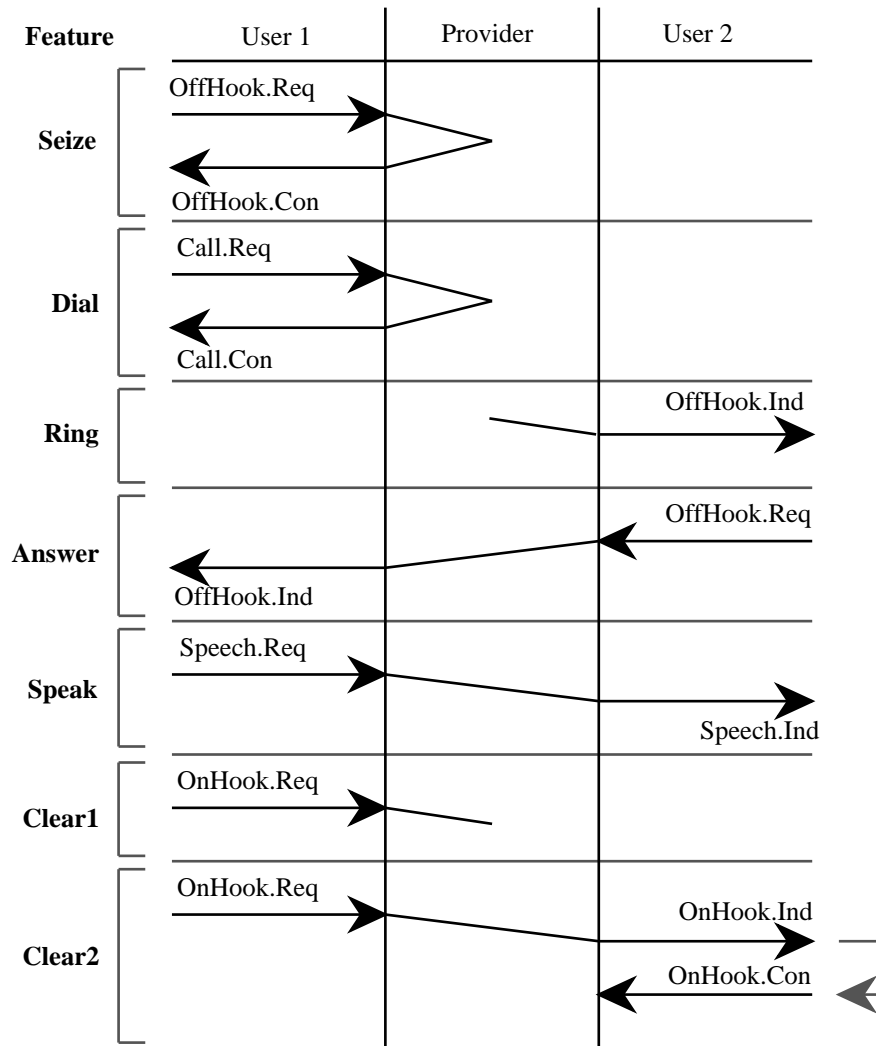 Feature User 1 Provider User 2
OffHook.Req
Seize
OffHook.Con
Call.Req
Dial
Call.Con
OffHook.Ind
Ring
OffHook.Req
Answer
OffHook.Ind
Speech.Req
Speak
Speech.Ind
OnHook.Req
Clear1
OnHook.Req
OnHook.Ind
Clear2
OnHook.Con